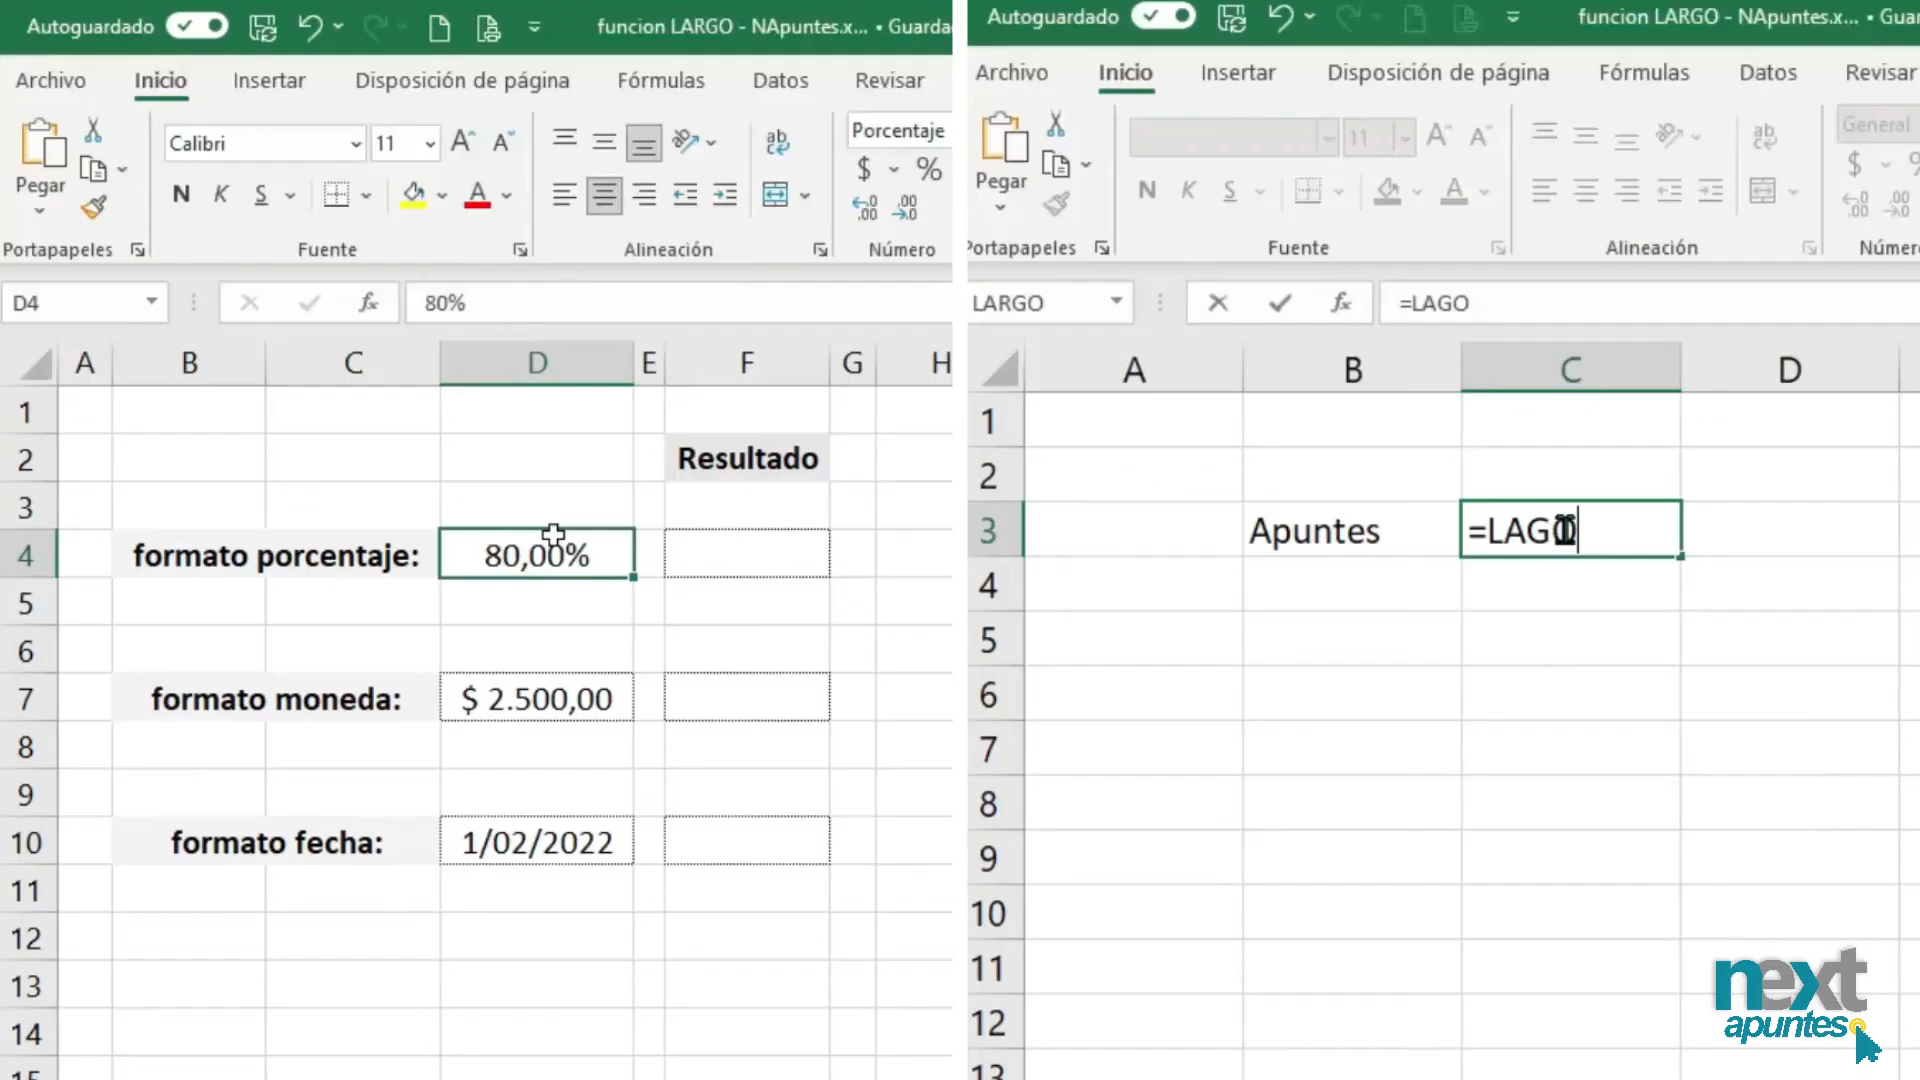 Autoguardado
funcion LARGO - NApuntes.x... • Guarda
Archivo Inicio Insertar Disposición de página Fórmulas Datos Revisar
Pegar
Calibri 11
Porcentaje
N K S
$ %
Portapapeles Fuente Alineación Número
D4 fx 80%
A B C D E F G H
1
2 Resultado
3
4 formato porcentaje: 80,00%
5
6
7 formato moneda: $ 2.500,00
8
9
10 formato fecha: 1/02/2022
11
12
13
14
15
Autoguardado
funcion LARGO - NApuntes.x... • Guar
Archivo Inicio Insertar Disposición de página Fórmulas Datos Revisar
Pegar
11
General
N K S
$ %
Portapapeles Fuente Alineación Número
LARGO fx =LAGO
A B C D
1
2
3 Apuntes =LAGO
4
5
6
7
8
9
10
11
12
13
next
apuntes